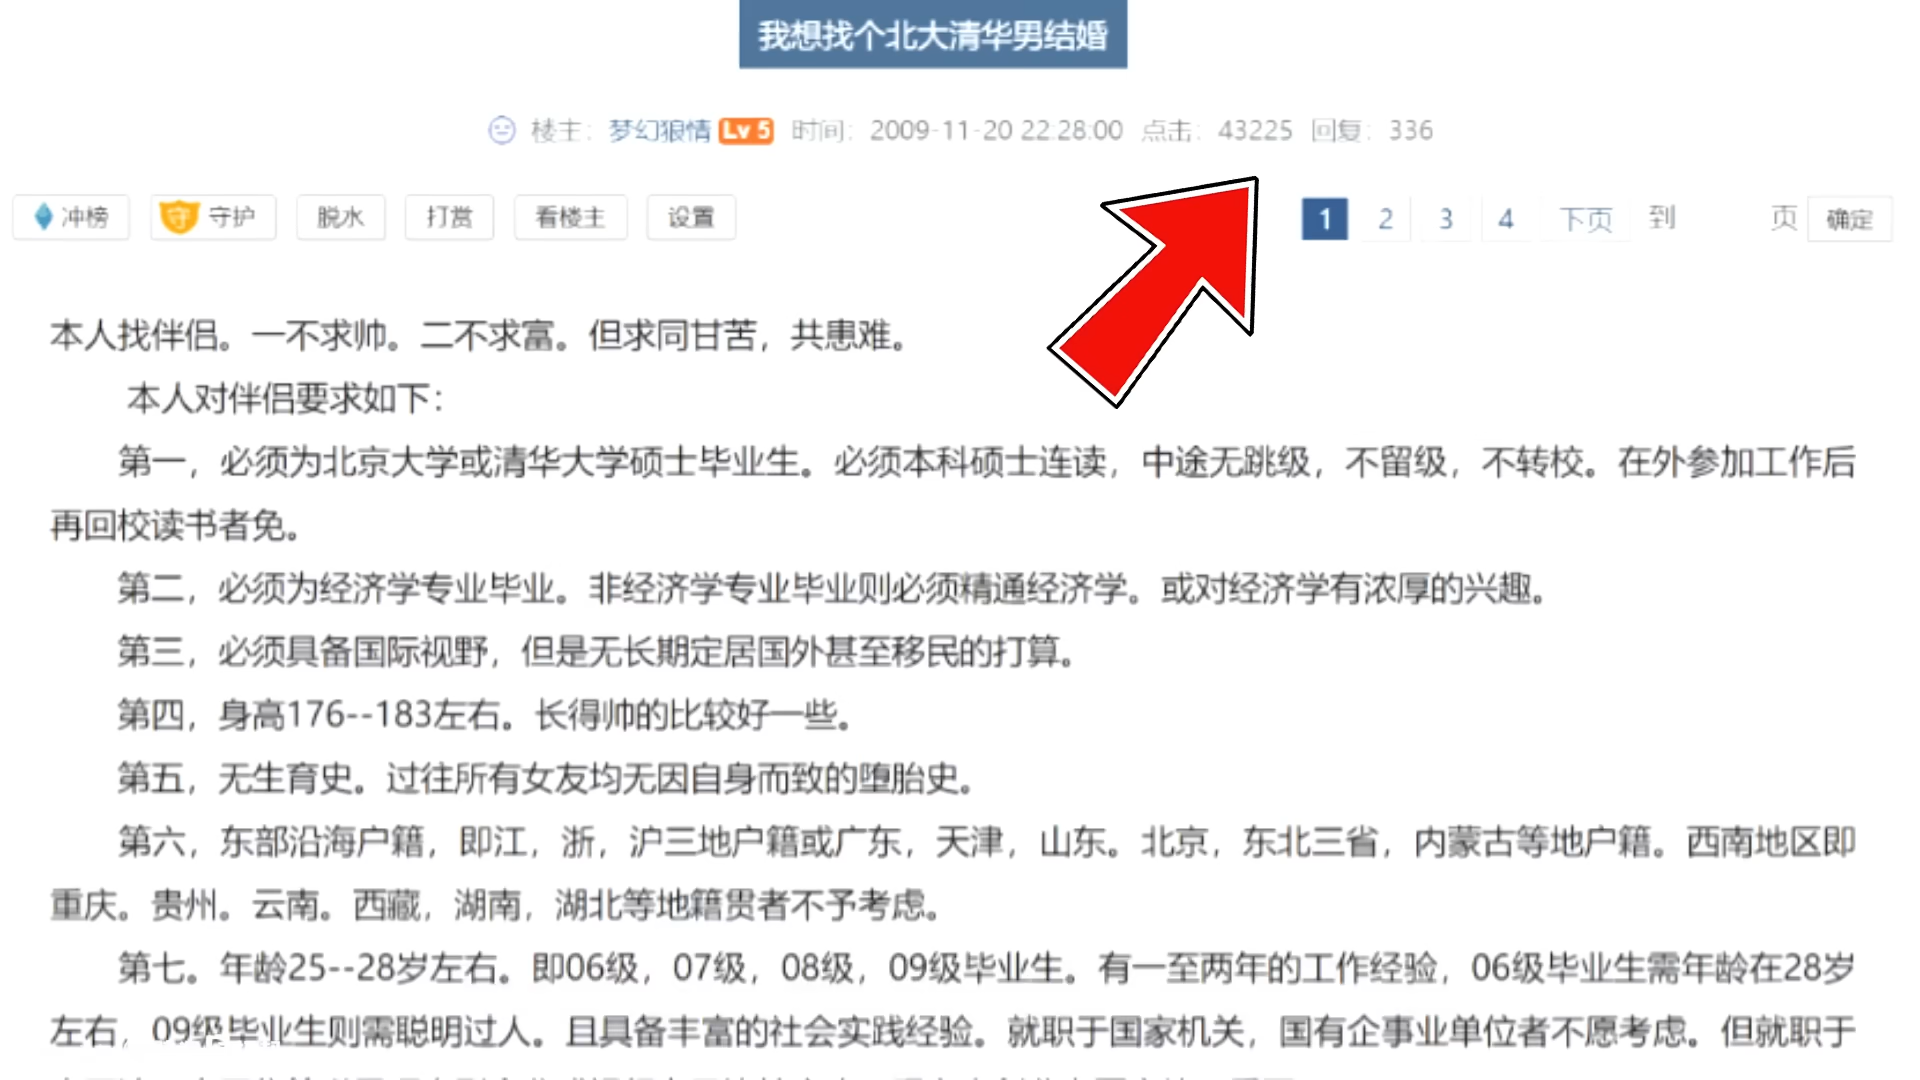 我想找个北大清华男结婚
楼主: 梦幻狼情 Lv 5 时间: 2009-11-20 22:28:00 点击: 43225 回复: 336
冲榜 守 守护 脱水 打赏 看楼主 设置 1 2 3 4 下页 到 页 确定
本人找伴侣。一不求帅。二不求富。但求同甘苦，共患难。
本人对伴侣要求如下：
第一，必须为北京大学或清华大学硕士毕业生。必须本科硕士连读，中途无跳级，不留级，不转校。在外参加工作后
再回校读书者免。
第二，必须为经济学专业毕业。非经济学专业毕业则必须精通经济学。或对经济学有浓厚的兴趣。
第三，必须具备国际视野，但是无长期定居国外甚至移民的打算。
第四，身高176--183左右。长得帅的比较好一些。
第五，无生育史。过往所有女友均无因自身而致的堕胎史。
第六，东部沿海户籍，即江，浙，沪三地户籍或广东，天津，山东。北京，东北三省，内蒙古等地户籍。西南地区即
重庆。贵州。云南。西藏，湖南，湖北等地籍贯者不予考虑。
第七。年龄25--28岁左右。即06级，07级，08级，09级毕业生。有一至两年的工作经验，06级毕业生需年龄在28岁
左右，09级毕业生则需聪明过人。且具备丰富的社会实践经验。就职于国家机关，国有企事业单位者不愿考虑。但就职于